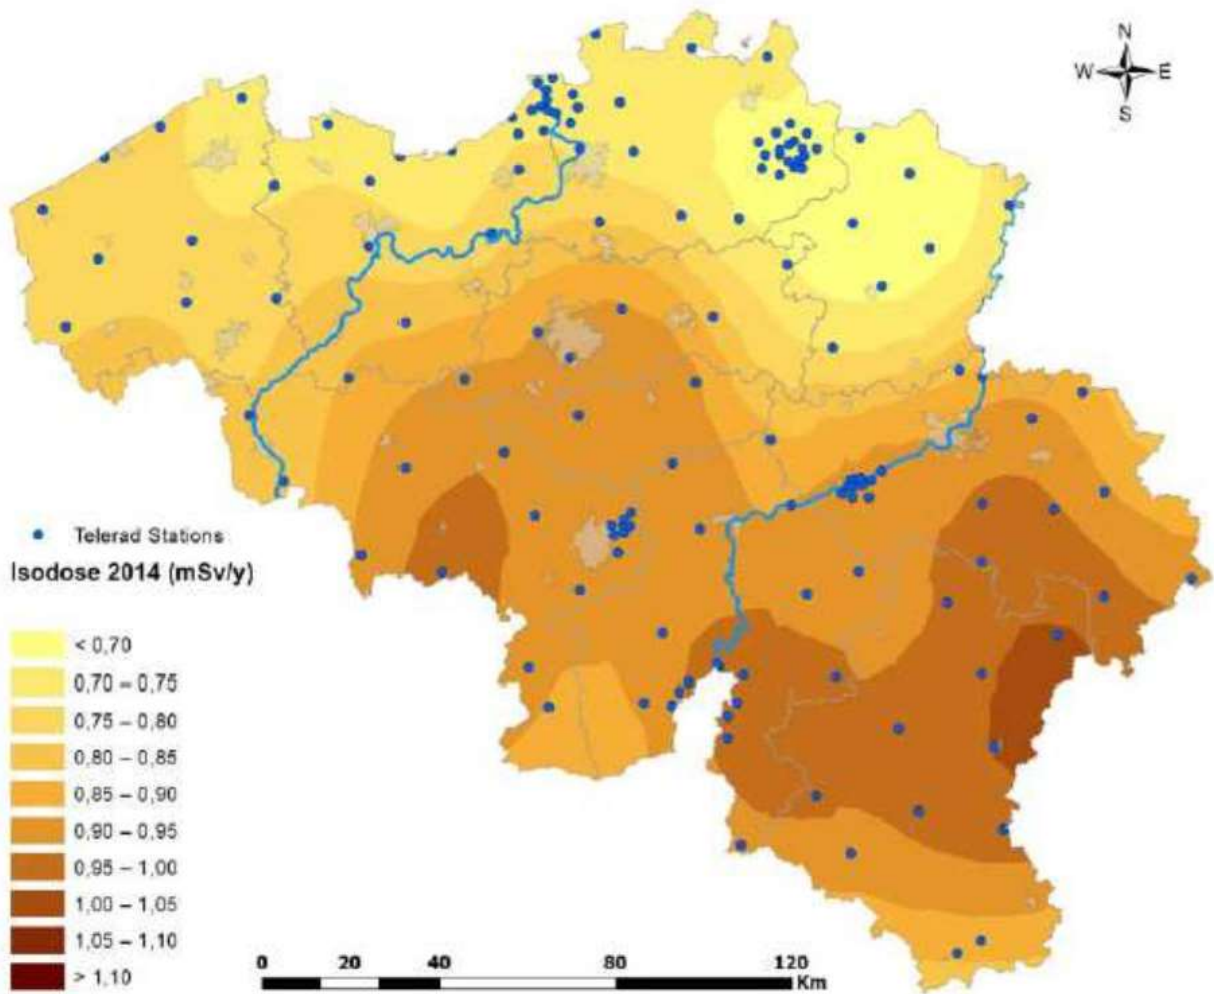 N
W E
S
Telerad Stations
Isodose 2014 (mSv/y)
< 0,70
0,70 – 0,75
0,75 – 0,80
0,80 – 0,85
0,85 – 0,90
0,90 – 0,95
0,95 – 1,00
1,00 – 1,05
1,05 – 1,10
> 1,10
0 20 40 80 120
Km